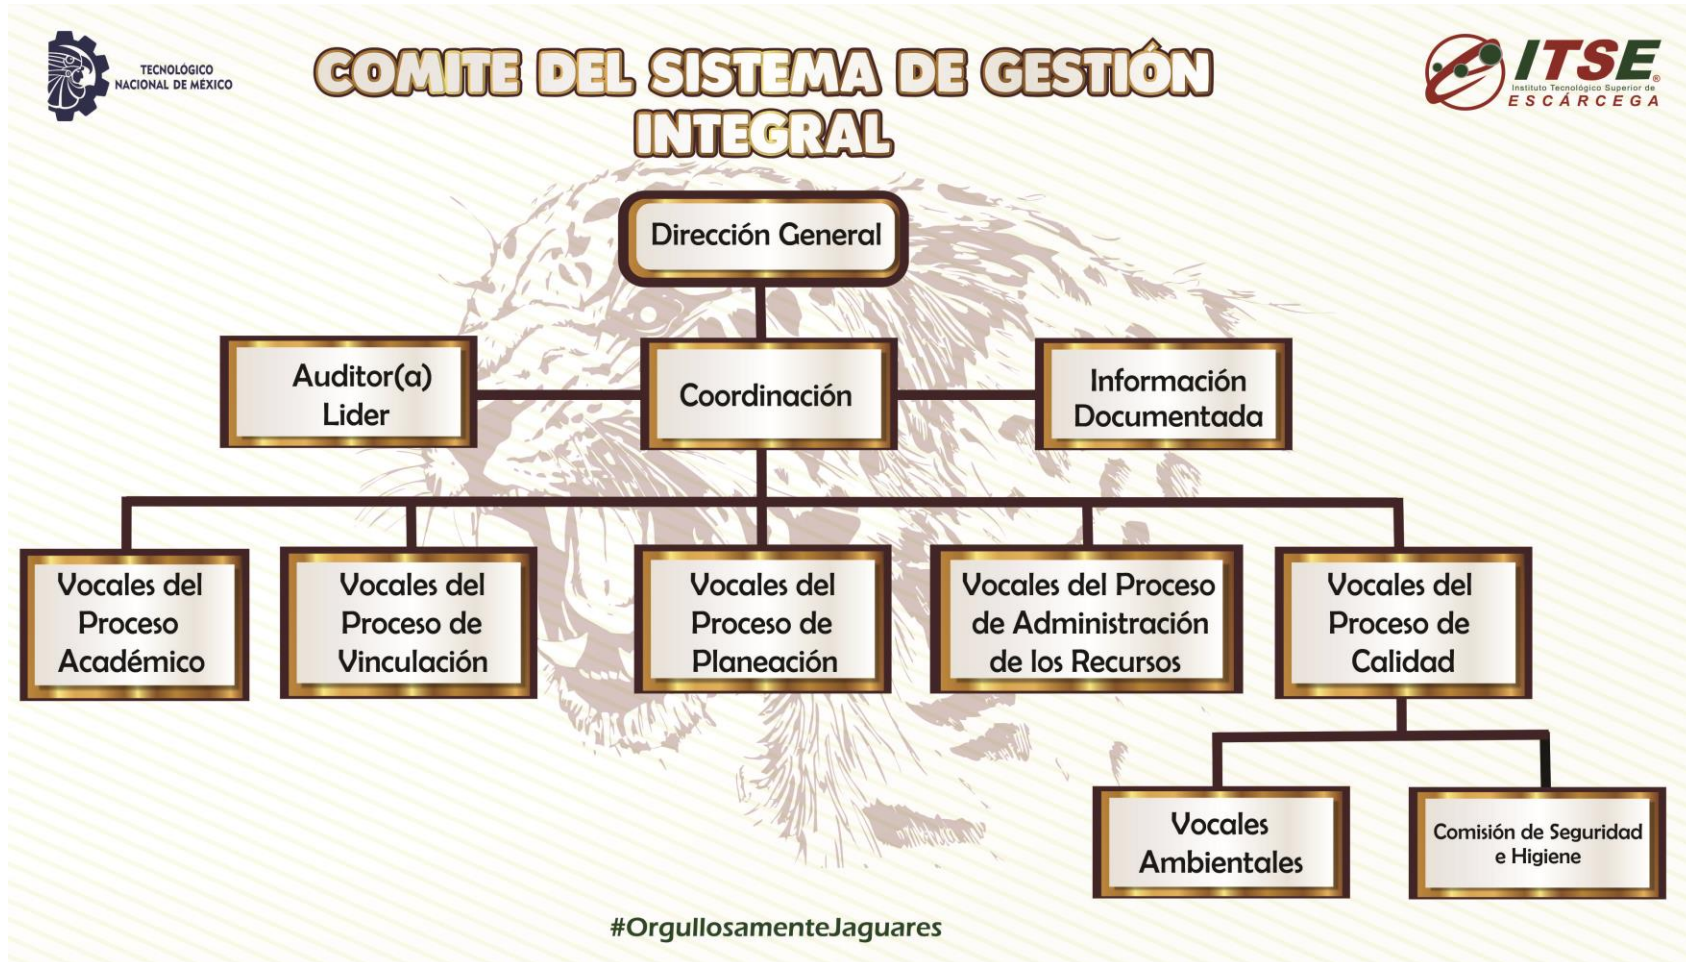 TECNOLÓGICO
NACIONAL DE MÉXICO
COMITE DEL SISTEMA DE GESTIÓN
INTEGRAL
ITSE
®
Instituto Tecnológico Superior de
ESCÁRCEGA
Dirección General
Auditor(a)
Lider
Coordinación
Información
Documentada
Vocales del
Proceso
Académico
Vocales del
Proceso de
Vinculación
Vocales del
Proceso de
Planeación
Vocales del Proceso
de Administración
de los Recursos
Vocales del
Proceso de
Calidad
Vocales
Ambientales
Comisión de Seguridad
e Higiene
#OrgullosamenteJaguares